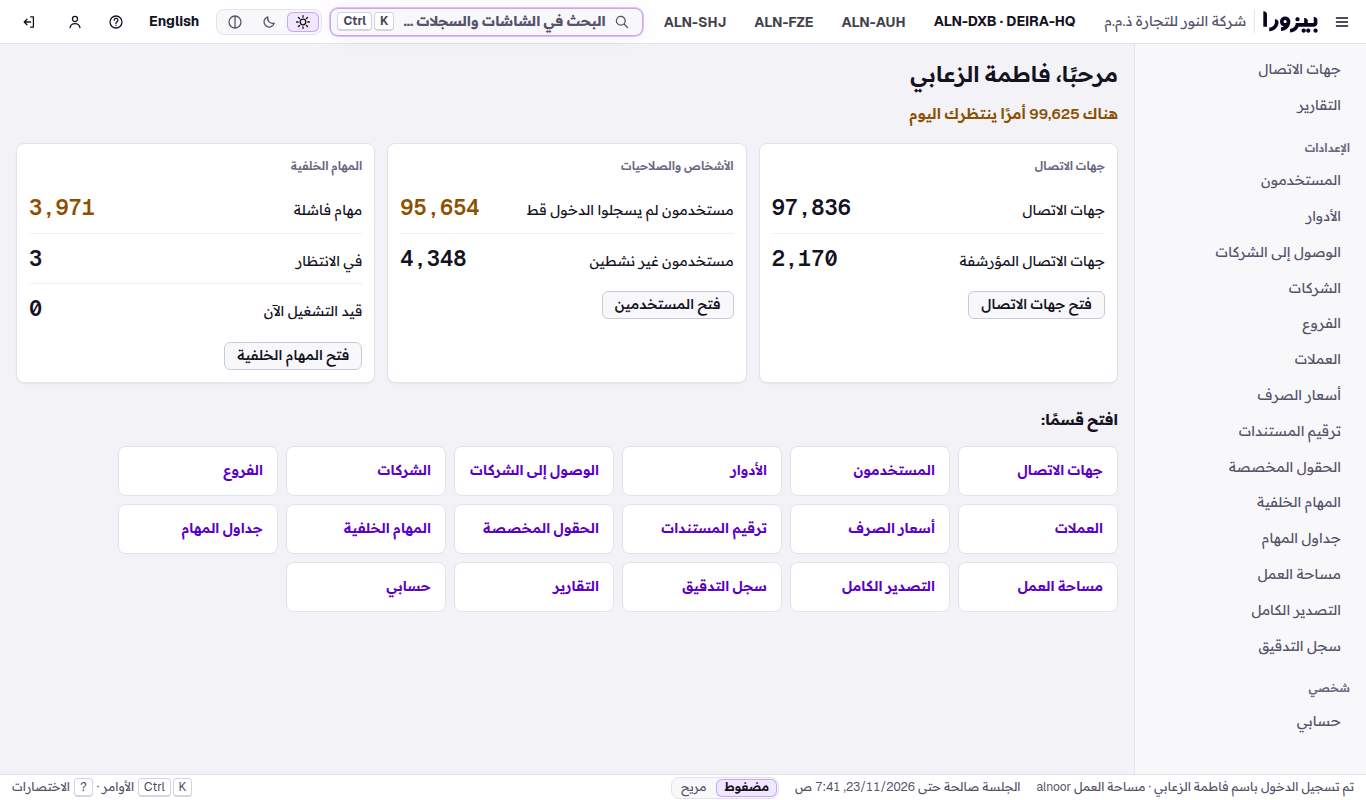 بيزورا
شركة النور للتجارة ذ.م.م
ALN-DXB · DEIRA-HQ
ALN-AUH
ALN-FZE
ALN-SHJ
البحث في الشاشات والسجلات ... Ctrl K
English
جهات الاتصال
التقارير
الإعدادات
المستخدمون
الأدوار
الوصول إلى الشركات
الشركات
الفروع
العملات
أسعار الصرف
ترقيم المستندات
الحقول المخصصة
المهام الخلفية
جداول المهام
مساحة العمل
التصدير الكامل
سجل التدقيق
شخصي
حسابي
مرحبًا، فاطمة الزعابي
هناك 99,625 أمرًا ينتظرك اليوم
جهات الاتصال
جهات الاتصال 97,836
جهات الاتصال المؤرشفة 2,170
فتح جهات الاتصال
الأشخاص والصلاحيات
مستخدمون لم يسجلوا الدخول قط 95,654
مستخدمون غير نشطين 4,348
فتح المستخدمين
المهام الخلفية
مهام فاشلة 3,971
في الانتظار 3
قيد التشغيل الآن 0
فتح المهام الخلفية
افتح قسمًا:
جهات الاتصال
المستخدمون
الأدوار
الوصول إلى الشركات
الشركات
الفروع
العملات
أسعار الصرف
ترقيم المستندات
الحقول المخصصة
المهام الخلفية
جداول المهام
مساحة العمل
التصدير الكامل
سجل التدقيق
التقارير
حسابي
تم تسجيل الدخول باسم فاطمة الزعابي · مساحة العمل alnoor
الجلسة صالحة حتى 23/11/2026, 7:41 ص
مضغوط
مريح
Ctrl K الأوامر · ? الاختصارات